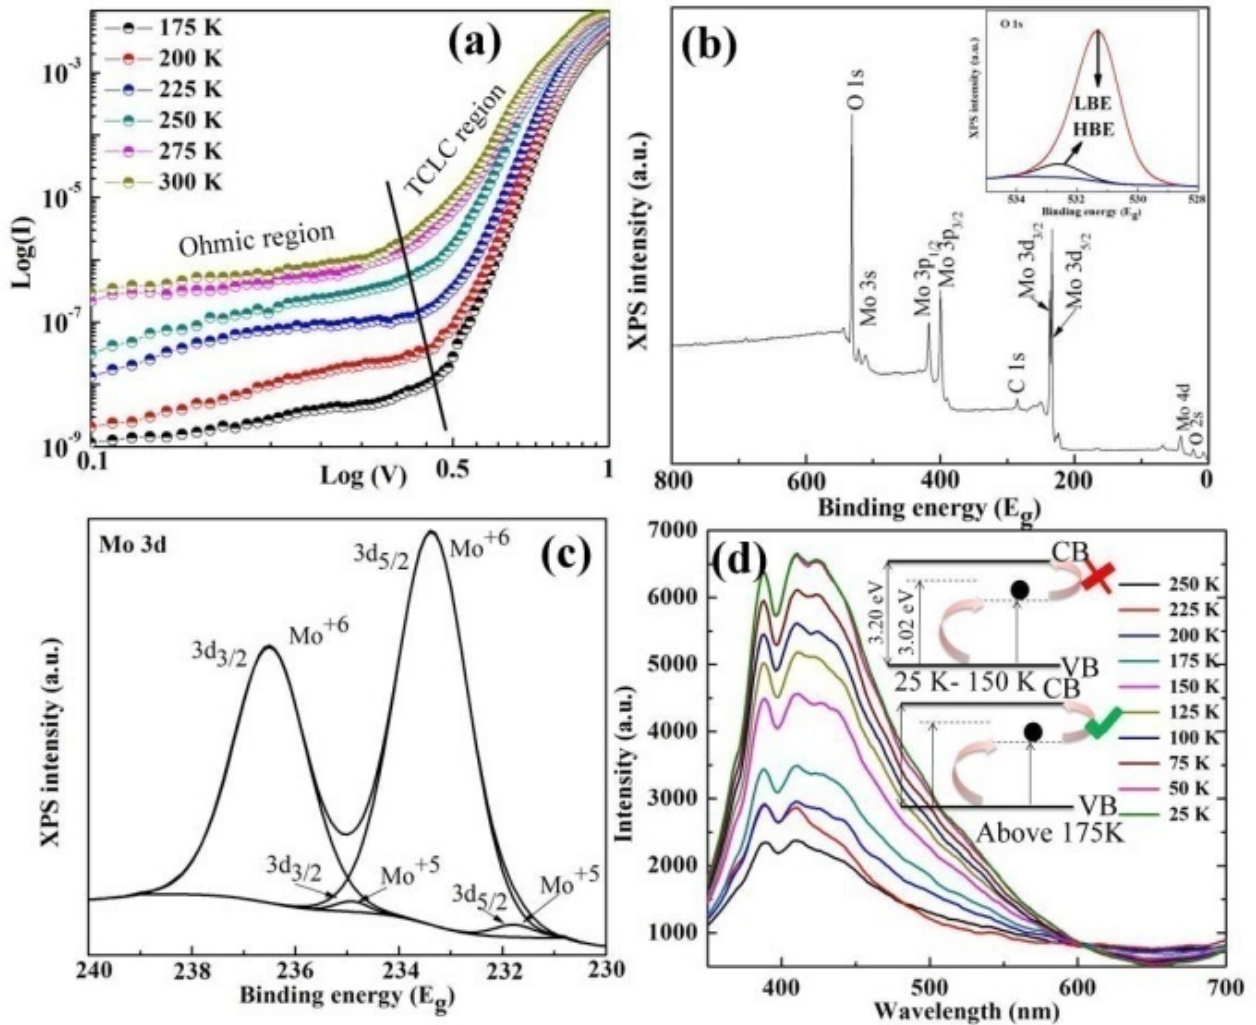 (a)
175 K
200 K
225 K
250 K
275 K
300 K
Ohmic region
TCLC region
Log(I)
10-3
10-5
10-7
10-9
0.1
0.5
1
Log (V)
(b)
XPS intensity (a.u.)
O 1s
Mo 3s
Mo 3p1/2
Mo 3p3/2
C 1s
Mo 3d3/2
Mo 3d5/2
Mo 4d
O 2s
800
600
400
200
0
Binding energy (Eg)
O 1s
XPS intensity (a.u.)
LBE
HBE
534
532
530
528
Binding energy (Eg)
Mo 3d
(c)
XPS intensity (a.u.)
3d5/2
Mo+6
3d3/2
Mo+6
3d3/2
Mo+5
3d5/2
Mo+5
240
238
236
234
232
230
Binding energy (Eg)
(d)
Intensity (a.u.)
7000
6000
5000
4000
3000
2000
1000
400
500
600
700
Wavelength (nm)
CB
3.20 eV
3.02 eV
VB
25 K- 150 K
CB
VB
Above 175K
250 K
225 K
200 K
175 K
150 K
125 K
100 K
75 K
50 K
25 K